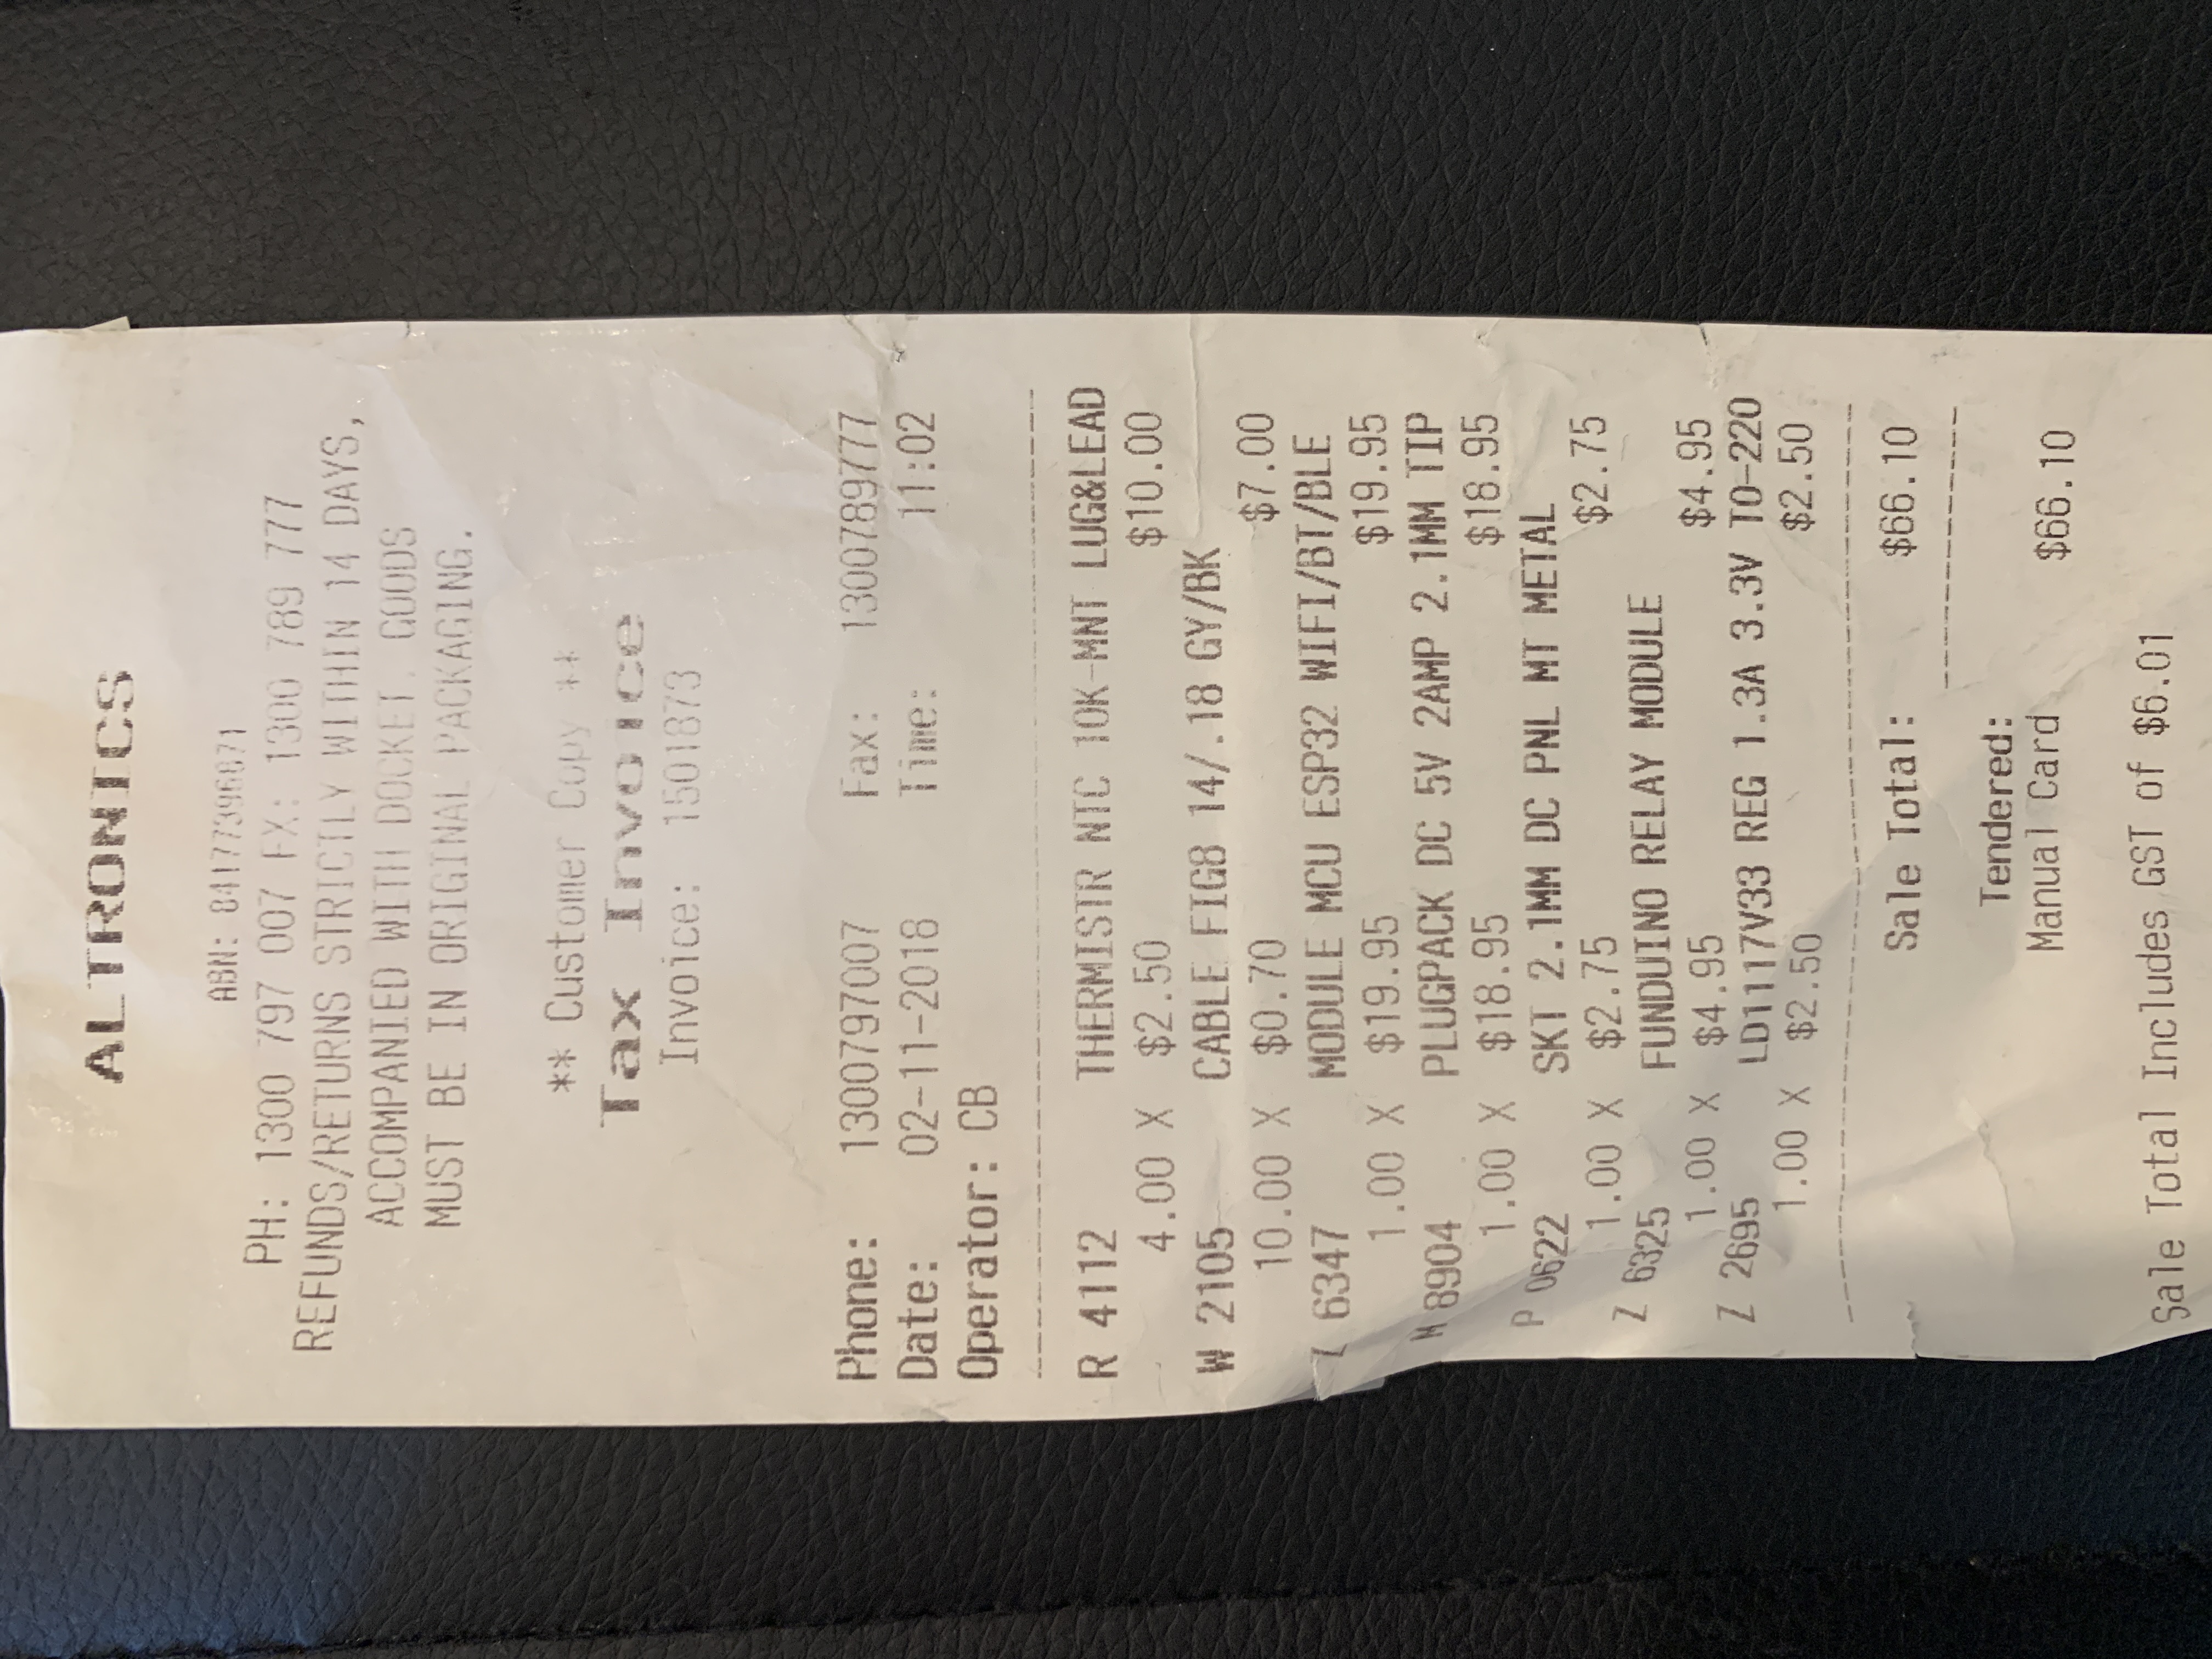 ALTRONICS
ABN: 84177396871
PH: 1300 797 007 FX: 1300 789 777
REFUNDS/RETURNS STRICTLY WITHIN 14 DAYS,
ACCOMPANIED WITH DOCKET. GOODS
MUST BE IN ORIGINAL PACKAGING.
** Customer Copy **
Tax Invoice
Invoice: 1501873
Phone: 1300797007 Fax: 1300789777
Date: 02-11-2018 Time: 11:02
Operator: CB
R 4112 THERMISTR NTC 10K-MNT LUG&LEAD
4.00 X $2.50 $10.00
W 2105 CABLE FIG8 14/.18 GY/BK
10.00 X $0.70 $7.00
Z 6347 MODULE MCU ESP32 WIFI/BT/BLE
1.00 X $19.95 $19.95
M 8904 PLUGPACK DC 5V 2AMP 2.1MM TIP
1.00 X $18.95 $18.95
P 0622 SKT 2.1MM DC PNL MT METAL
1.00 X $2.75 $2.75
Z 6325 FUNDUINO RELAY MODULE
1.00 X $4.95 $4.95
Z 2695 LD1117V33 REG 1.3A 3.3V TO-220
1.00 X $2.50 $2.50
Sale Total: $66.10
Tendered:
Manual Card $66.10
Sale Total Includes GST of $6.01